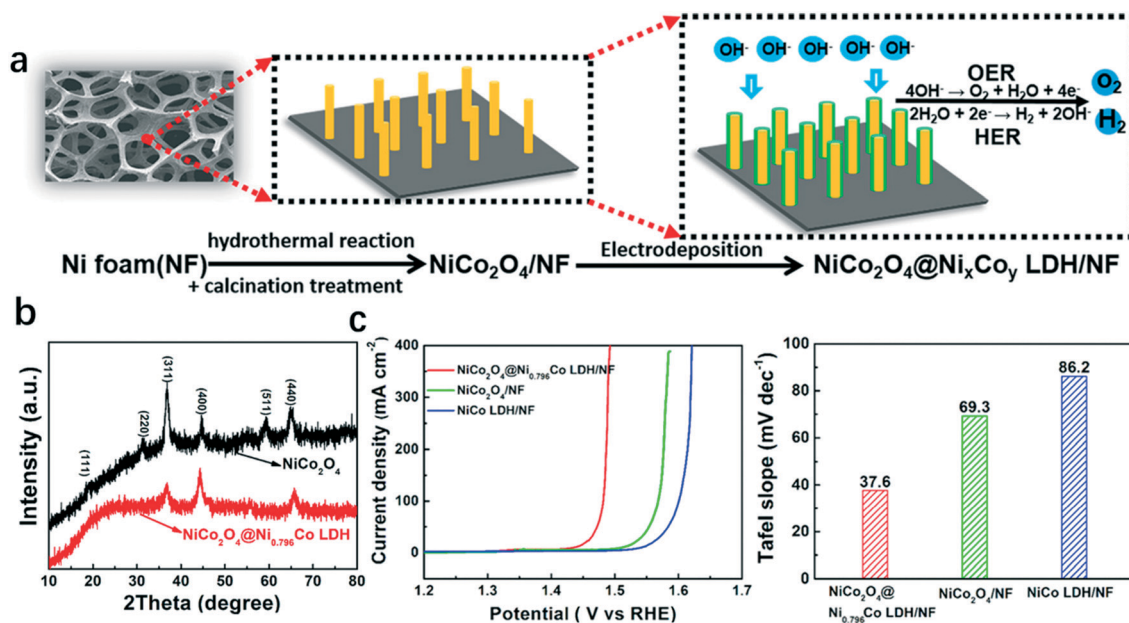 a
OH⁻ OH⁻ OH⁻ OH⁻ OH⁻
OER
4OH⁻ → O₂ + H₂O + 4e⁻
2H₂O + 2e⁻ → H₂ + 2OH⁻
HER
O₂
H₂
hydrothermal reaction
Ni foam(NF)
+ calcination treatment
NiCo₂O₄/NF
Electrodeposition
NiCo₂O₄@NiₓCoᵧ LDH/NF
b
Intensity (a.u.)
(111)
(220)
(311)
(400)
(511)
(440)
NiCo₂O₄
NiCo₂O₄@Ni₀.₇₉₆Co LDH
10 20 30 40 50 60 70 80
2Theta (degree)
c
Current density (mA cm⁻²)
400
300
200
100
0
NiCo₂O₄@Ni₀.₇₉₆Co LDH/NF
NiCo₂O₄/NF
NiCo LDH/NF
1.2 1.3 1.4 1.5 1.6 1.7
Potential ( V vs RHE)
Tafel slope (mV dec⁻¹)
100
80
60
40
20
0
37.6
69.3
86.2
NiCo₂O₄@
Ni₀.₇₉₆Co LDH/NF
NiCo₂O₄/NF
NiCo LDH/NF